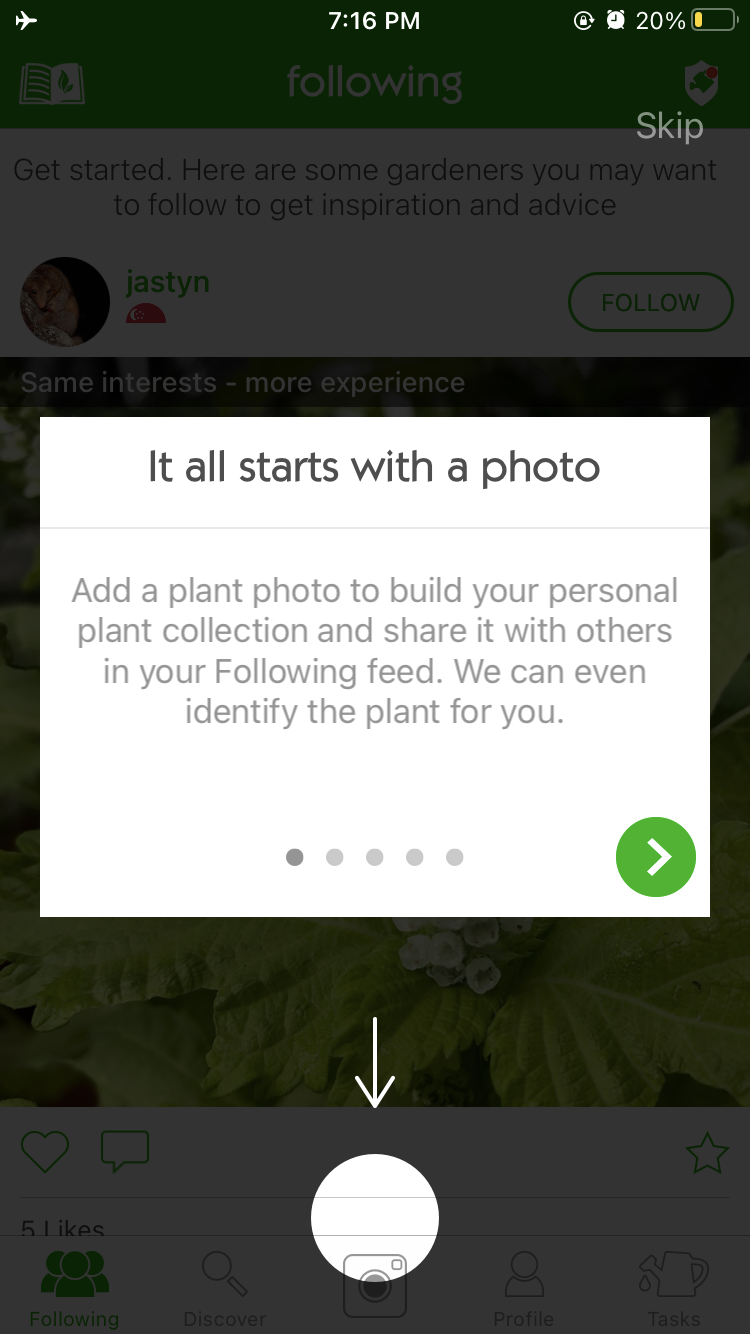 7:16 PM
20%
following
Skip
Get started. Here are some gardeners you may want
to follow to get inspiration and advice
jastyn
FOLLOW
Same interests - more experience
It all starts with a photo
Add a plant photo to build your personal
plant collection and share it with others
in your Following feed. We can even
identify the plant for you.
5 Likes
Following
Discover
Profile
Tasks